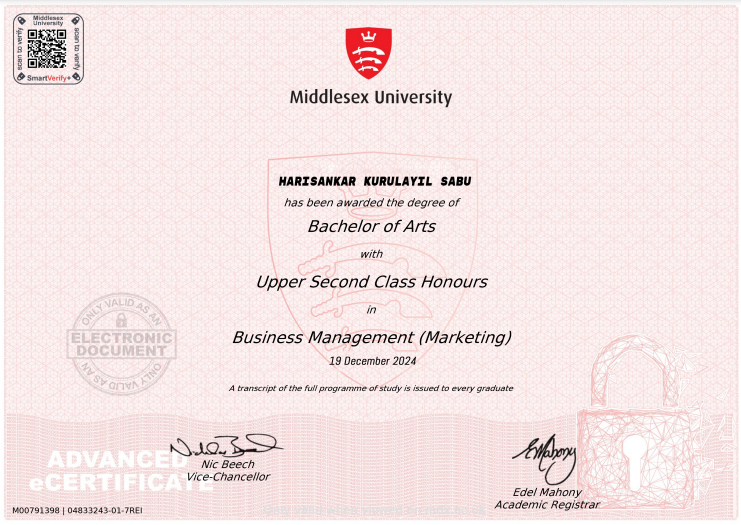 Middlesex
University
scan to verify
scan to verify
SmartVerify+
Middlesex University
HARISANKAR KURULAYIL SABU
has been awarded the degree of
Bachelor of Arts
with
Upper Second Class Honours
in
Business Management (Marketing)
19 December 2024
A transcript of the full programme of study is issued to every graduate
ONLY VALID AS AN
ELECTRONIC
DOCUMENT
ONLY VALID AS AN
ADVANCED
eCERTIFICATE
Nic Beech
Vice-Chancellor
Edel Mahony
Academic Registrar
M00791398 | 04833243-01-7REI